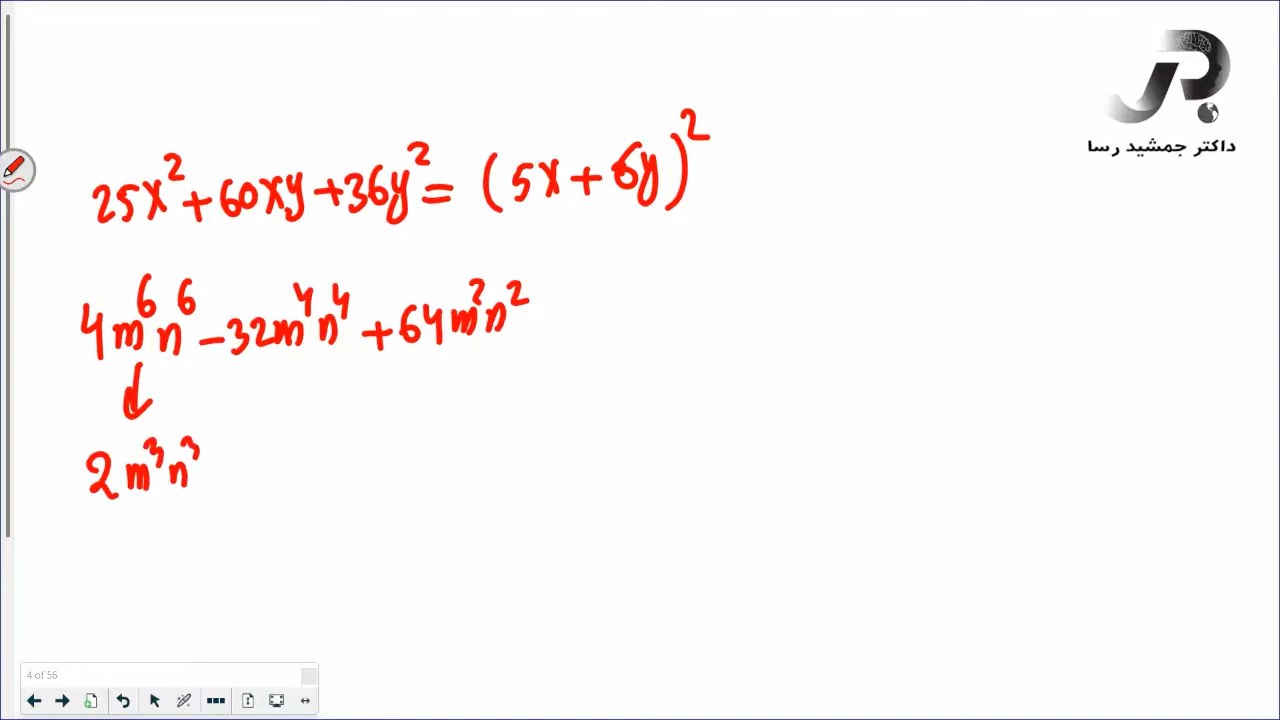 داکتر جمشید رسا
25x² + 60xy + 36y² = (5x + 6y)²
4m⁶n⁶ - 32m⁴n⁴ + 64m²n²
↓
2m³n³
4 of 56